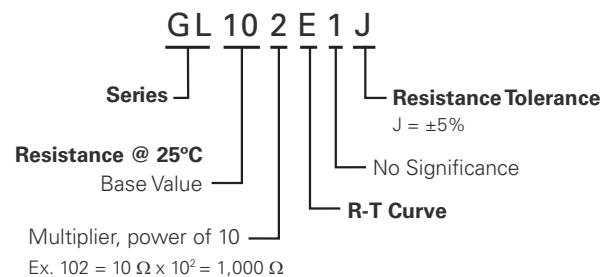 GL 10 2 E 1 J
Series
Resistance Tolerance
J = ±5%
Resistance @ 25ºC
Base Value
No Significance
R-T Curve
Multiplier, power of 10
Ex. 102 = 10 Ω x 10² = 1,000 Ω